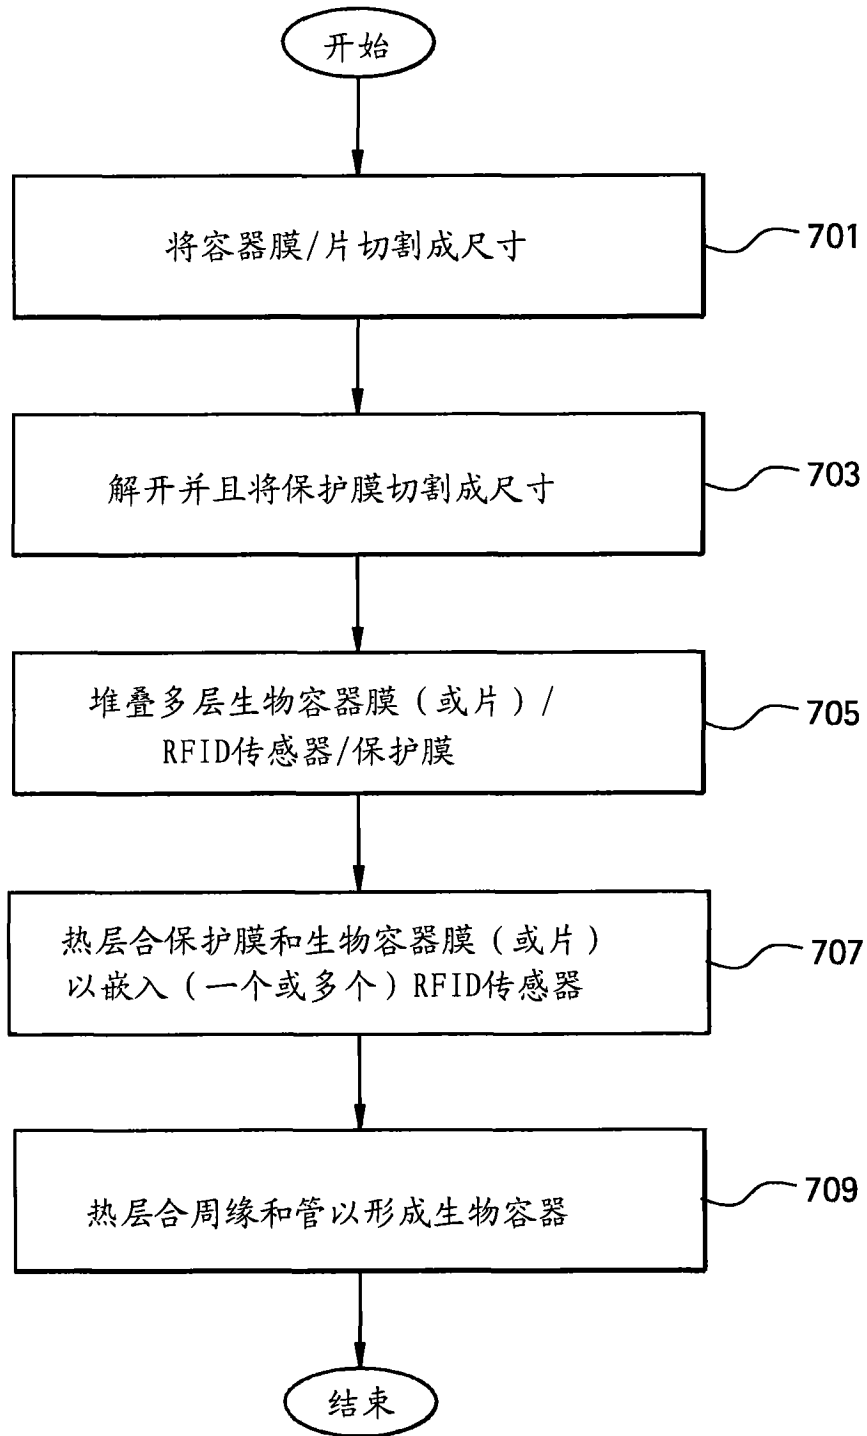 开始
将容器膜/片切割成尺寸
701
解开并且将保护膜切割成尺寸
703
堆叠多层生物容器膜（或片）/
RFID传感器/保护膜
705
热层合保护膜和生物容器膜（或片）
以嵌入（一个或多个）RFID传感器
707
热层合周缘和管以形成生物容器
709
结束